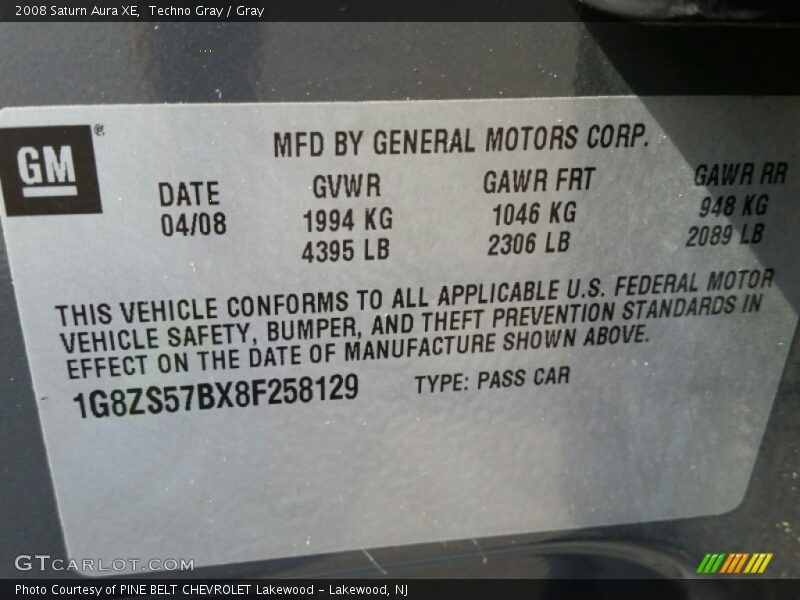 2008 Saturn Aura XE,  Techno Gray / Gray
GM®
MFD BY GENERAL MOTORS CORP.
DATE GVWR GAWR FRT GAWR RR
04/08 1994 KG 1046 KG 948 KG
4395 LB 2306 LB 2089 LB
THIS VEHICLE CONFORMS TO ALL APPLICABLE U.S. FEDERAL MOTOR
VEHICLE SAFETY, BUMPER, AND THEFT PREVENTION STANDARDS IN
EFFECT ON THE DATE OF MANUFACTURE SHOWN ABOVE.
1G8ZS57BX8F258129 TYPE: PASS CAR
GTCARLOT.COM
Photo Courtesy of PINE BELT CHEVROLET Lakewood - Lakewood, NJ